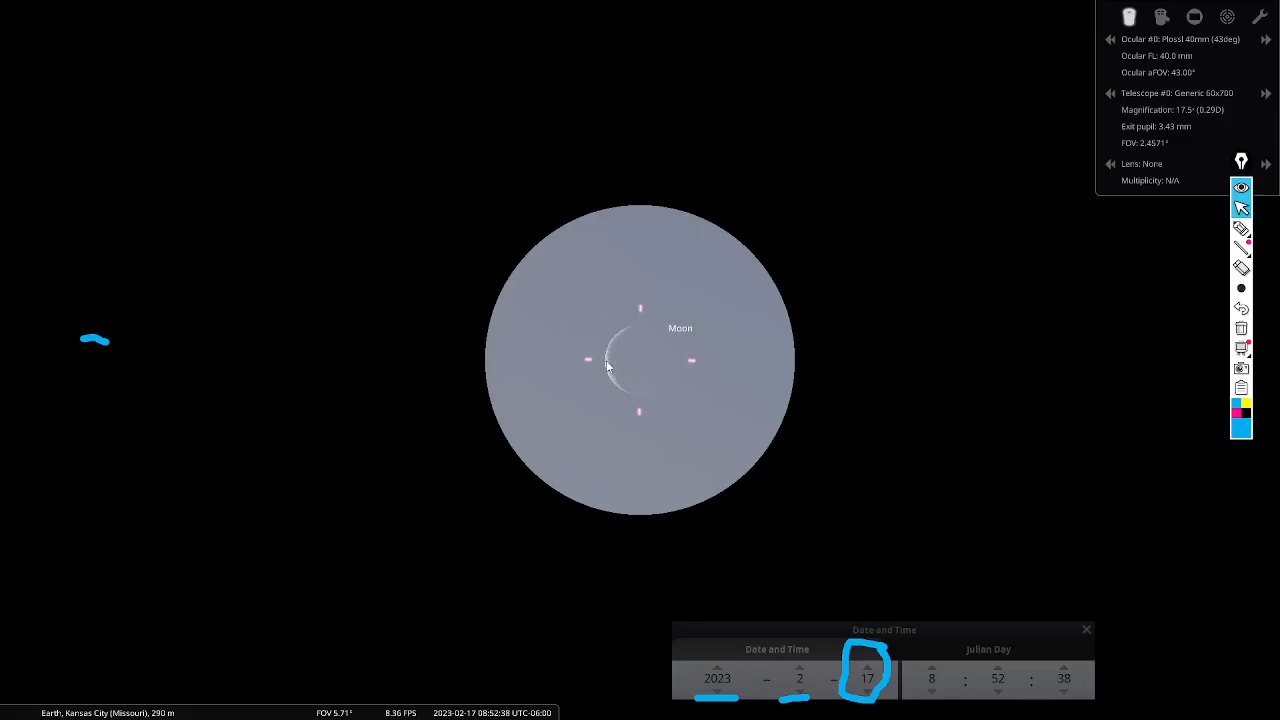 Ocular #0: Plossl 40mm (43deg)
Ocular FL: 40.0 mm
Ocular aFOV: 43.00°
Telescope #0: Generic 60x700
Magnification: 17.5ˣ (0.29D)
Exit pupil: 3.43 mm
FOV: 2.4571°
Lens: None
Multiplicity: N/A
Moon
Date and Time
Date and Time Julian Day
2023 – 2 – 17 8 : 52 : 38
Earth, Kansas City (Missouri), 290 m FOV 5.71° 8.36 FPS 2023-02-17 08:52:38 UTC-06:00